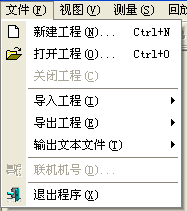 文件(F) 视图(V) 测量(S) 回放
新建工程(N)... Ctrl+N
打开工程(O)... Ctrl+O
关闭工程(C)
导入工程(I)
导出工程(E)
输出文本文件(T)
联机机号(D)...
退出程序(X)